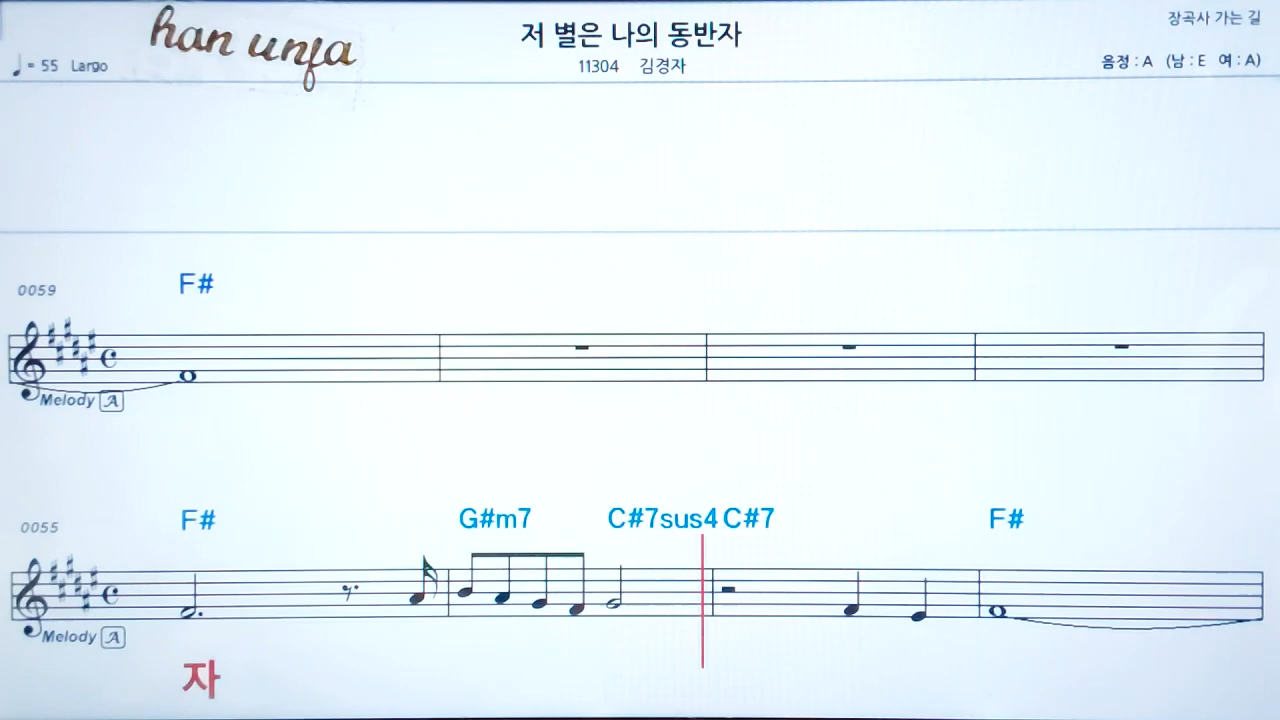 han unfa
저 별은 나의 동반자
장곡사 가는 길
♩= 55 Largo
11304 김경자
음정 : A (남 : E 여 : A)
0059
F#
Melody A
0055
F# G#m7 C#7sus4 C#7 F#
Melody A
자